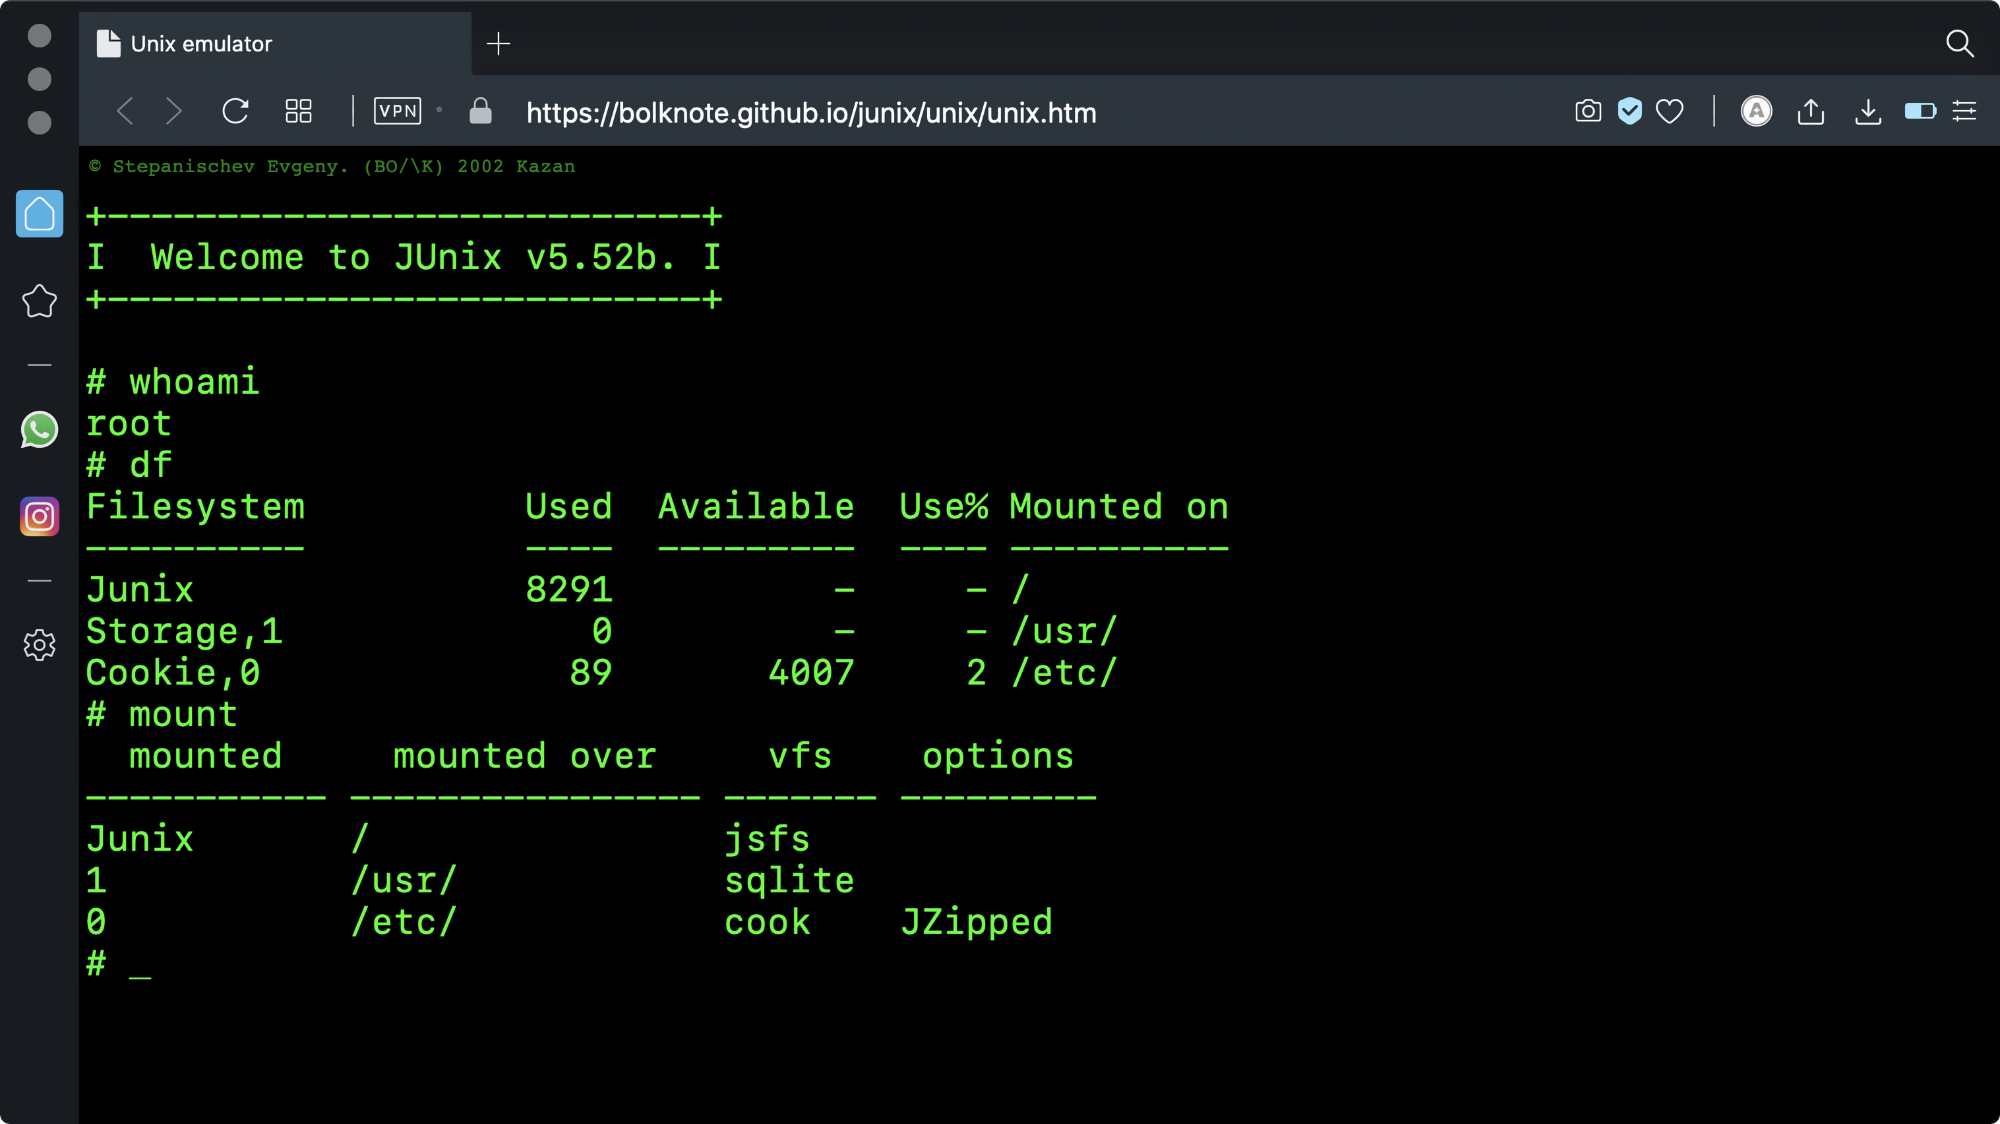 Unix emulator
VPN
https://bolknote.github.io/junix/unix/unix.htm
© Stepanischev Evgeny. (BO/\K) 2002 Kazan
+---------------------------+
I  Welcome to JUnix v5.52b. I
+---------------------------+
# whoami
root
# df
Filesystem          Used  Available  Use% Mounted on
----------          ----  ---------  ---- ----------
Junix               8291          -     - /
Storage,1              0          -     - /usr/
Cookie,0              89       4007     2 /etc/
# mount
  mounted     mounted over     vfs    options
----------- ---------------- ------- ---------
Junix       /                jsfs
1           /usr/            sqlite
0           /etc/            cook    JZipped
# _